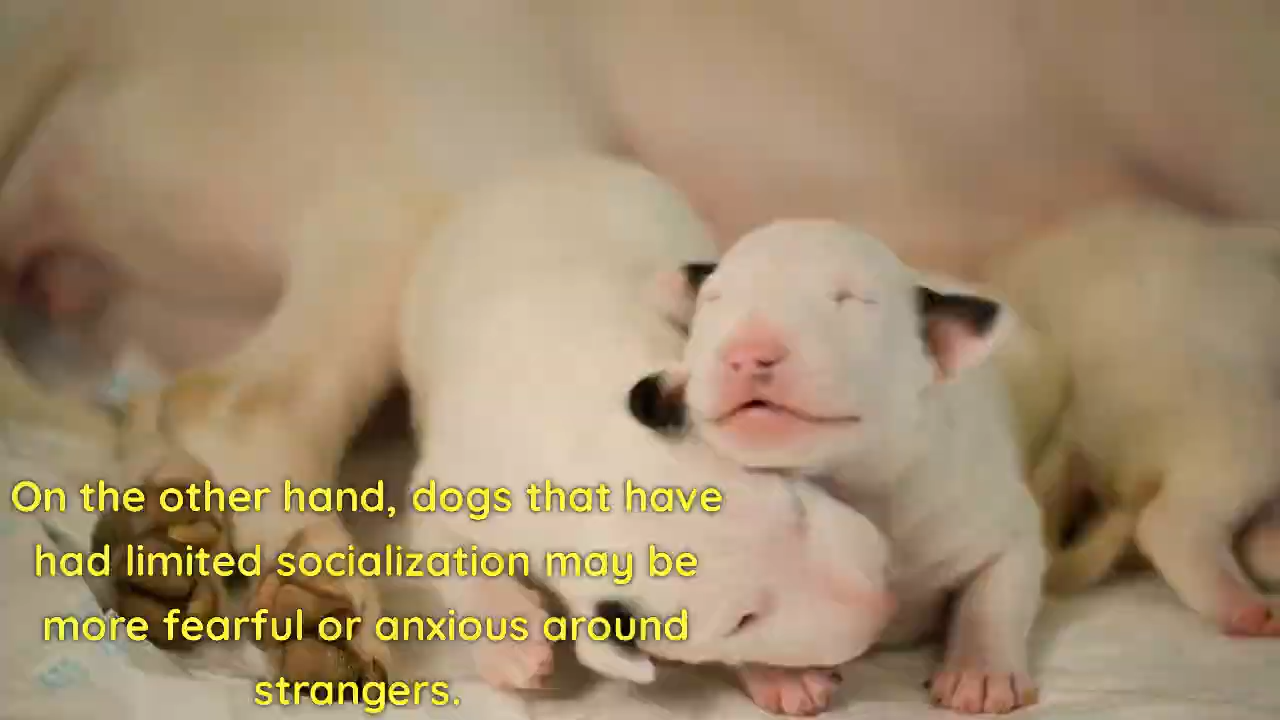 On the other hand, dogs that have
had limited socialization may be
more fearful or anxious around
strangers.